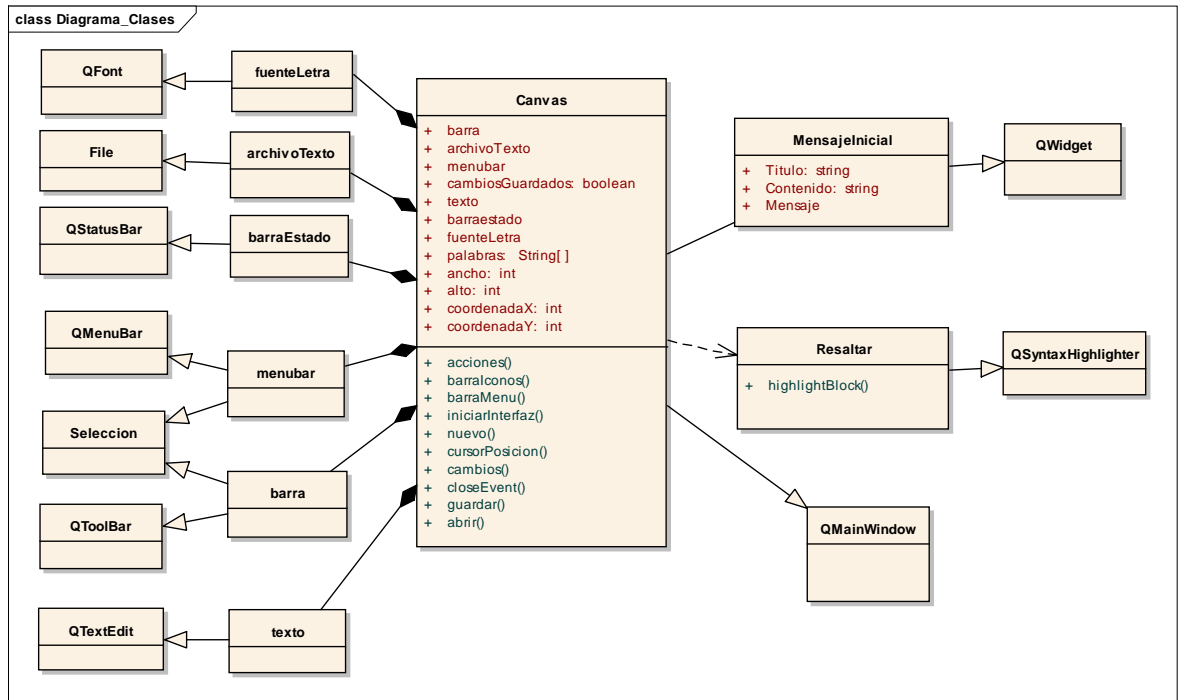 class Diagrama_Clases
QFont
fuenteLetra
File
archivoTexto
QStatusBar
barraEstado
QMenuBar
menubar
Seleccion
barra
QToolBar
QTextEdit
texto
Canvas
+ barra
+ archivoTexto
+ menubar
+ cambiosGuardados: boolean
+ texto
+ barraestado
+ fuenteLetra
+ palabras: String[ ]
+ ancho: int
+ alto: int
+ coordenadaX: int
+ coordenadaY: int
+ acciones()
+ barraIconos()
+ barraMenu()
+ iniciarInterfaz()
+ nuevo()
+ cursorPosicion()
+ cambios()
+ closeEvent()
+ guardar()
+ abrir()
MensajeInicial
+ Titulo: string
+ Contenido: string
+ Mensaje
QWidget
Resaltar
+ highlightBlock()
QSyntaxHighlighter
QMainWindow